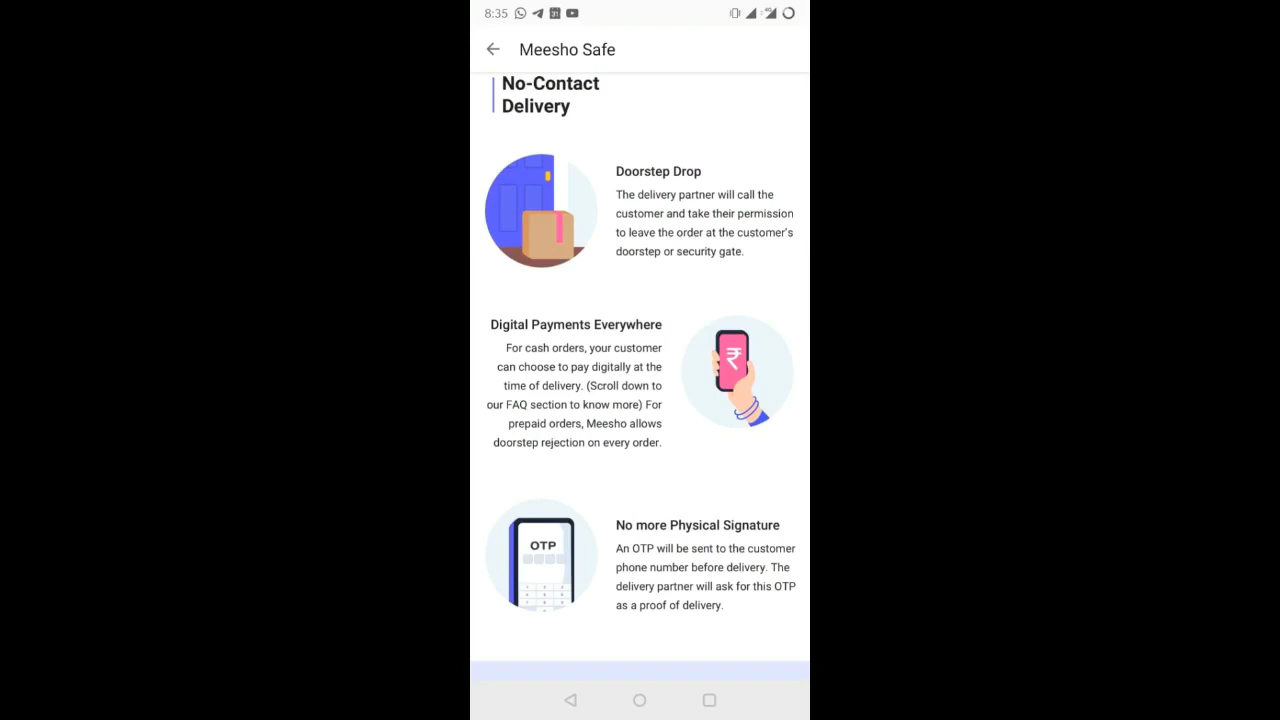 8:35
31
4G
Meesho Safe
No-Contact
Delivery
Doorstep Drop
The delivery partner will call the
customer and take their permission
to leave the order at the customer's
doorstep or security gate.
Digital Payments Everywhere
For cash orders, your customer
can choose to pay digitally at the
time of delivery. (Scroll down to
our FAQ section to know more) For
prepaid orders, Meesho allows
doorstep rejection on every order.
₹
No more Physical Signature
An OTP will be sent to the customer
phone number before delivery. The
delivery partner will ask for this OTP
as a proof of delivery.
OTP